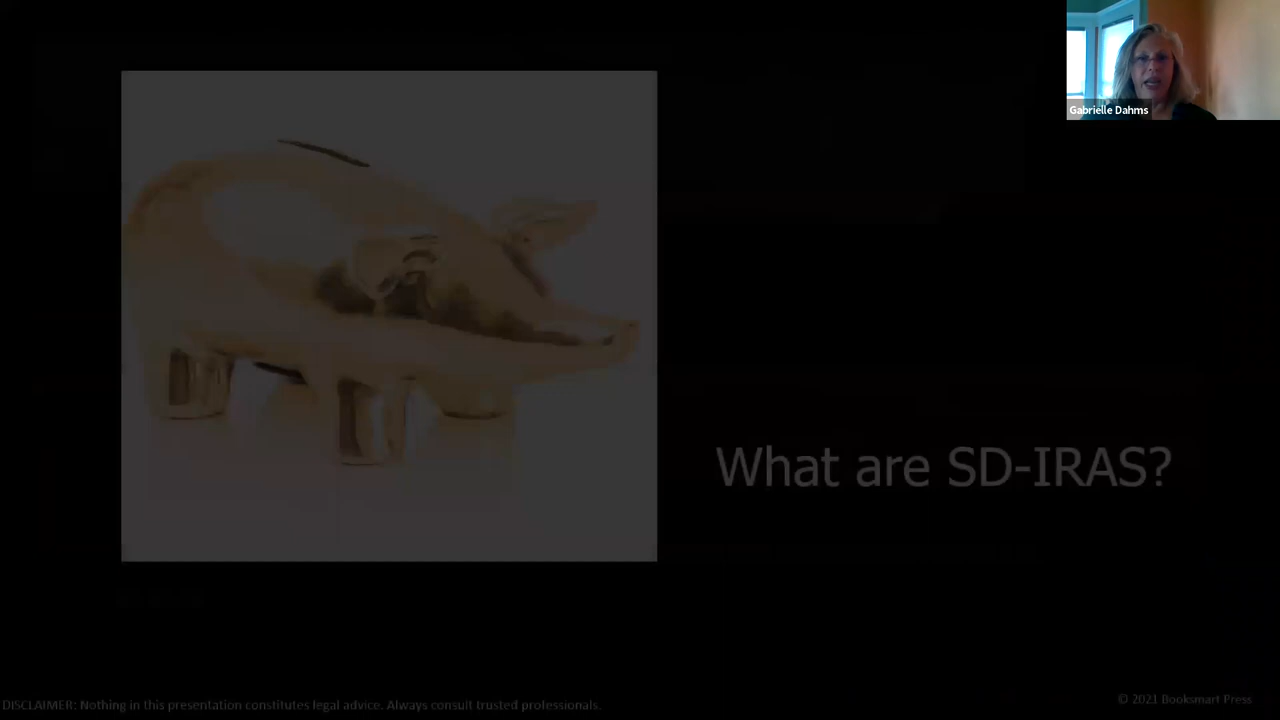 Gabrielle Dahms
What are SD-IRAS?
DISCLAIMER: Nothing in this presentation constitutes legal advice. Always consult trusted professionals.
© 2021 Booksmart Press